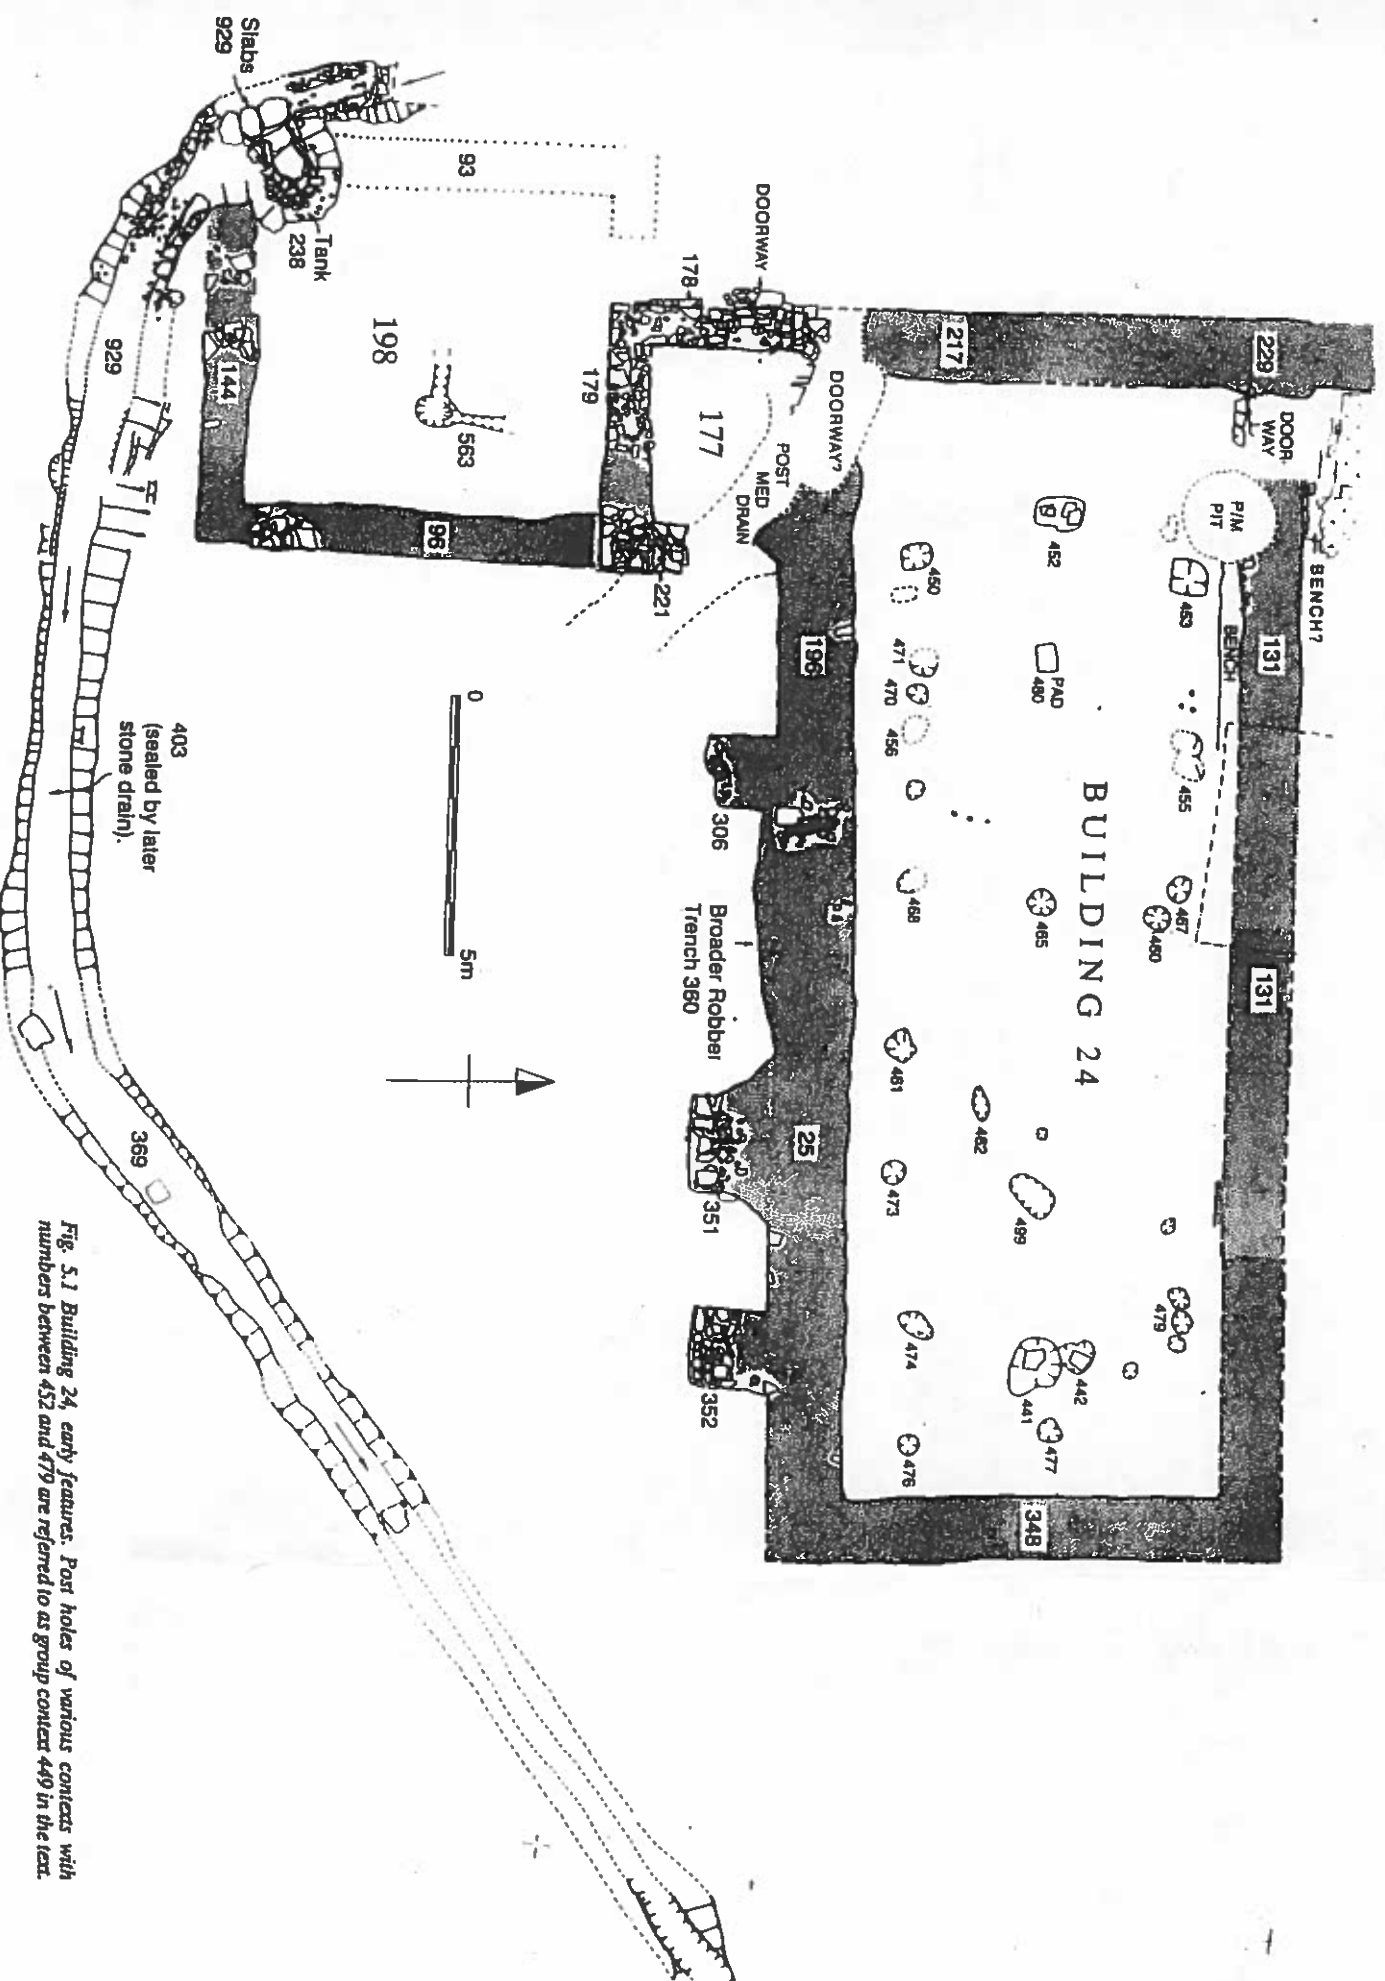 Slabs
929
93
Tank
238
198
563
929
144
96
DOORWAY
178
179
177
221
DOORWAY?
POST
MED
DRAIN
217
229
DOOR-
WAY
P/M
PIT
BENCH?
BENCH
131
131
452
453
450
471
470
456
PAD
480
455
467
460
468
465
BUILDING 24
196
306
Broader Robber
Trench 360
25
351
352
461
462
473
499
474
441
442
477
476
479
348
0
5m
403
(sealed by later
stone drain).
369
Fig. 5.1 Building 24, early features. Post holes of various contexts with
numbers between 452 and 479 are referred to as group context 449 in the text.